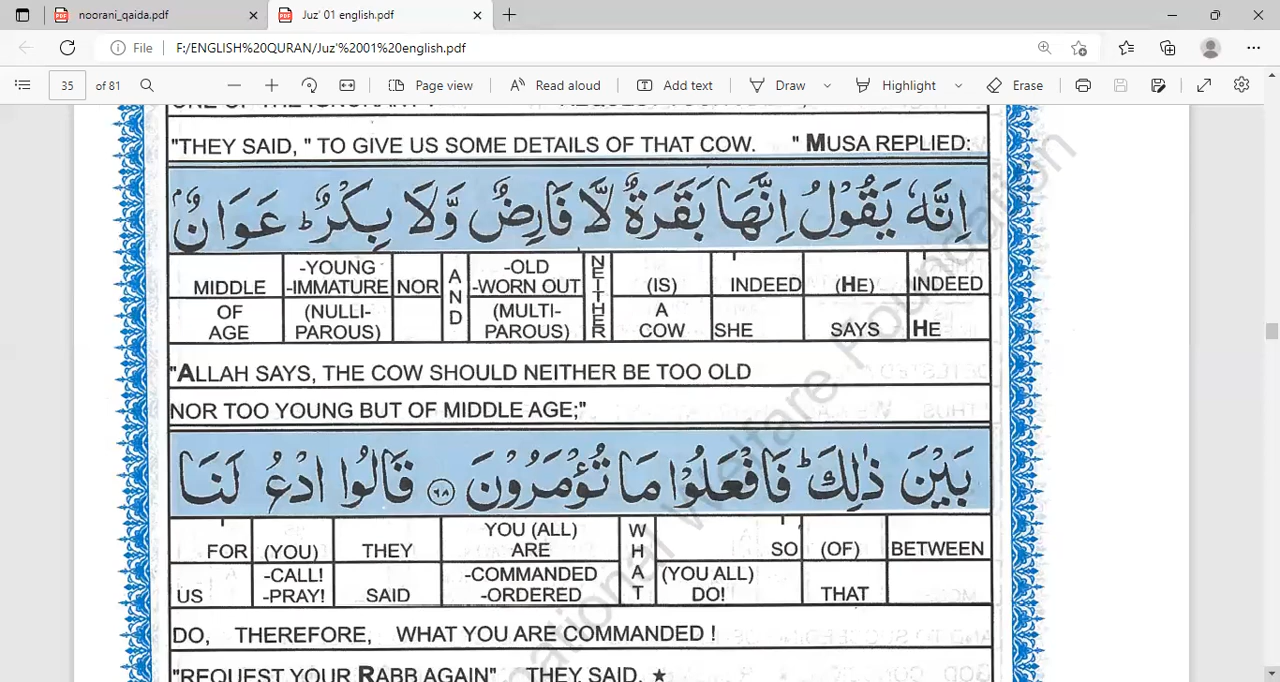 noorani_qaida.pdf
Juz' 01 english.pdf
File F:/ENGLISH%20QURAN/Juz'%2001%20english.pdf
35 of 81 Page view Read aloud Add text Draw Highlight Erase
"THEY SAID, " TO GIVE US SOME DETAILS OF THAT COW. " MUSA REPLIED:
اِنَّهٗ يَقُوْلُ اِنَّهَا بَقَرَةٌ لَّا فَارِضٌ وَّلَا بِكْرٌ ؕ عَوَانٌۢ
MIDDLE -YOUNG -IMMATURE NOR AND -OLD -WORN OUT NEITHER (IS) INDEED (HE) INDEED
OF AGE (NULLI-PAROUS) (MULTI-PAROUS) A COW SHE SAYS HE
"ALLAH SAYS, THE COW SHOULD NEITHER BE TOO OLD
NOR TOO YOUNG BUT OF MIDDLE AGE;"
بَيْنَ ذٰلِكَ ؕ فَافْعَلُوْا مَا تُؤْمَرُوْنَ ۝٦٨ قَالُوا ادْعُ لَنَا
FOR (YOU) THEY YOU (ALL) ARE WHAT SO (OF) BETWEEN
US -CALL! -PRAY! SAID -COMMANDED -ORDERED (YOU ALL) DO! THAT
DO, THEREFORE, WHAT YOU ARE COMMANDED !
"REQUEST YOUR RABB AGAIN" THEY SAID, ★
Welfare Foundation